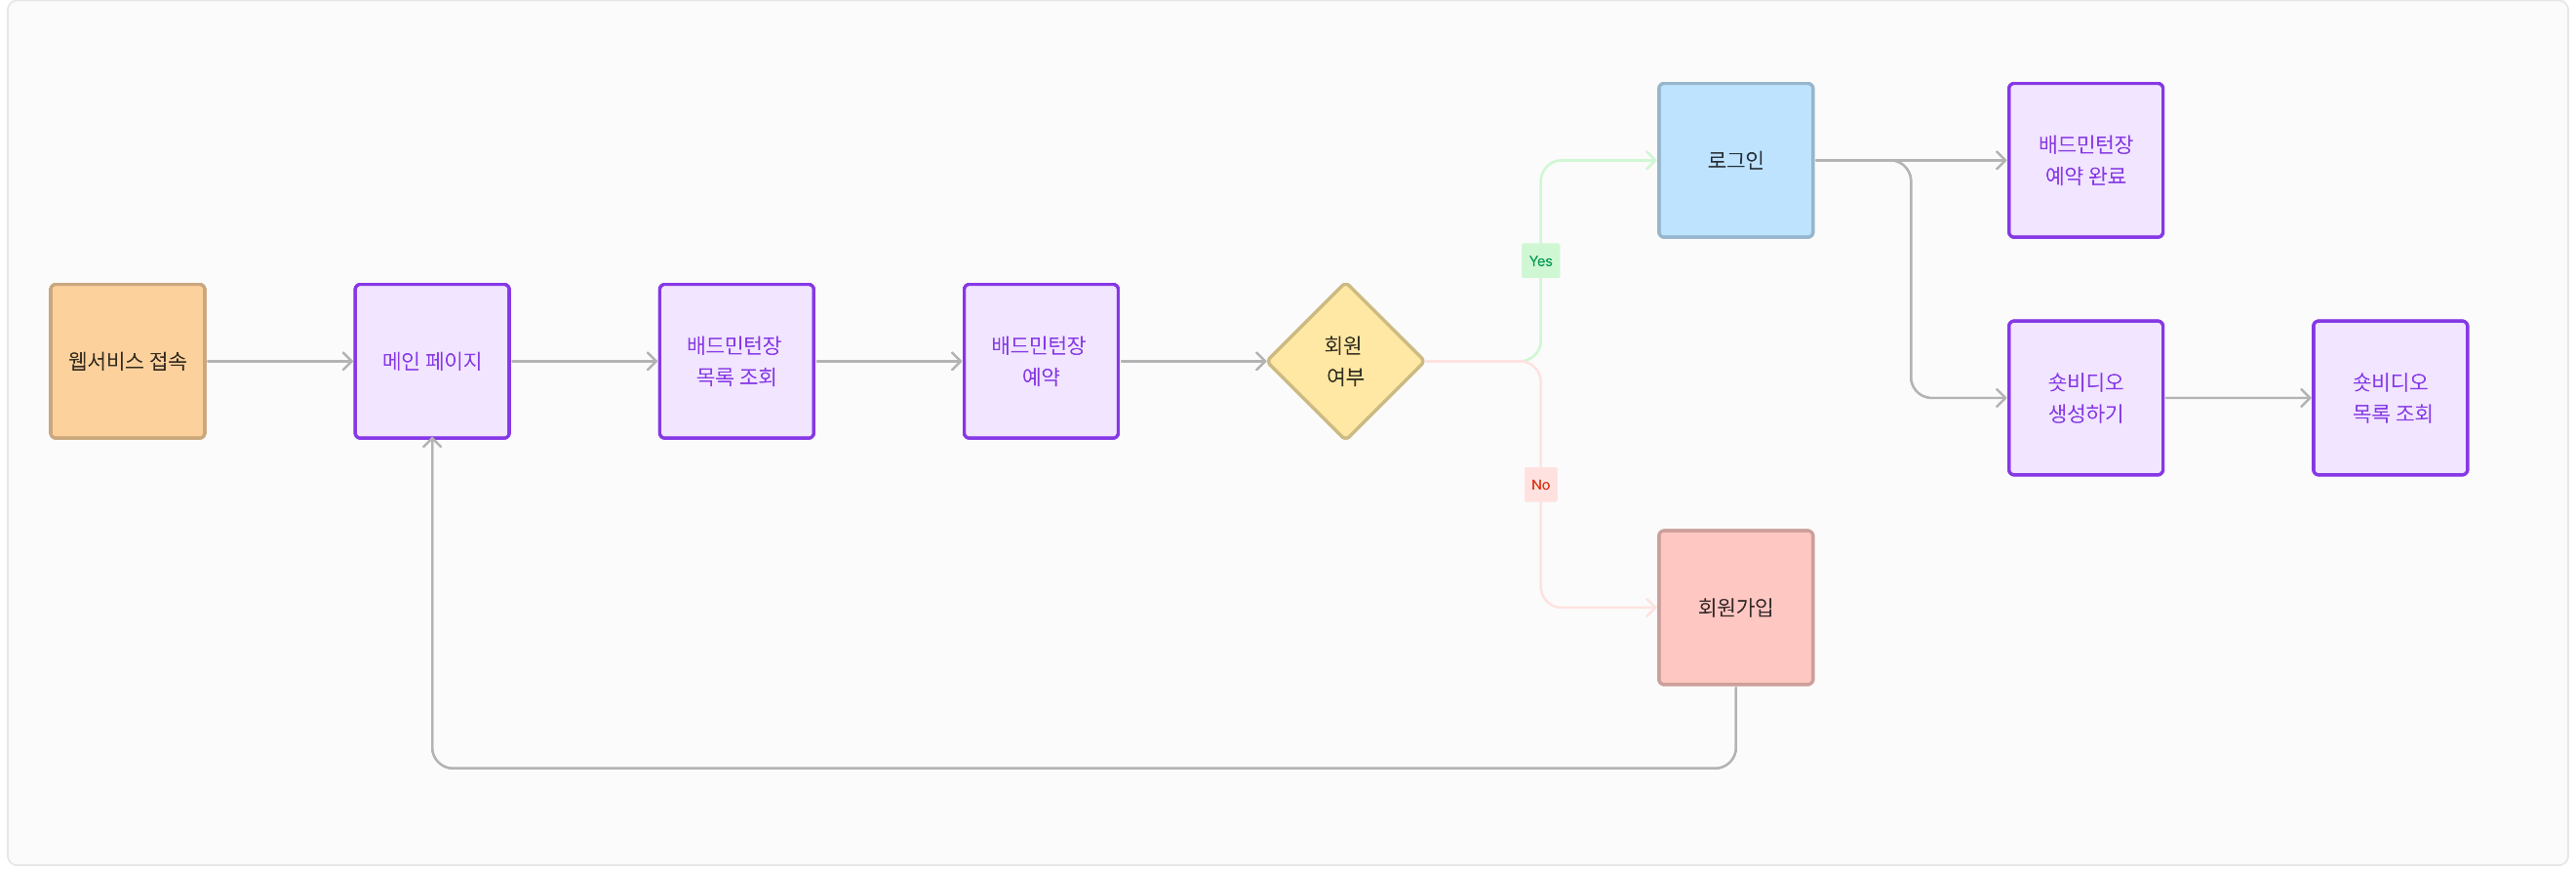 웹서비스 접속
메인 페이지
배드민턴장
목록 조회
배드민턴장
예약
회원
여부
Yes
No
로그인
회원가입
배드민턴장
예약 완료
숏비디오
생성하기
숏비디오
목록 조회